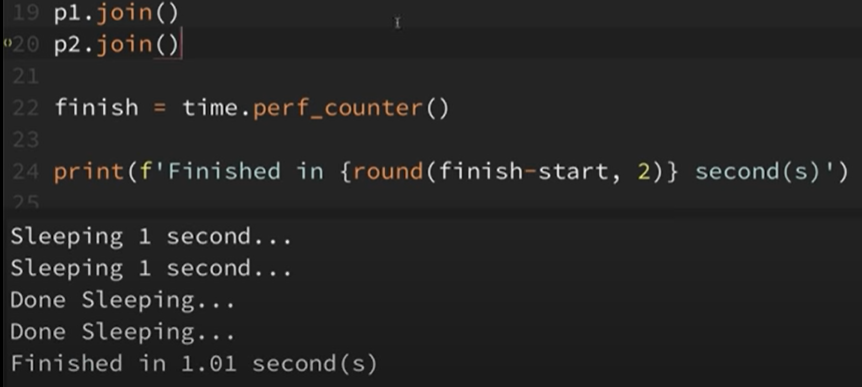 19 p1.join()
20 p2.join()
21
22 finish = time.perf_counter()
23
24 print(f'Finished in {round(finish-start, 2)} second(s)')
25
Sleeping 1 second...
Sleeping 1 second...
Done Sleeping...
Done Sleeping...
Finished in 1.01 second(s)